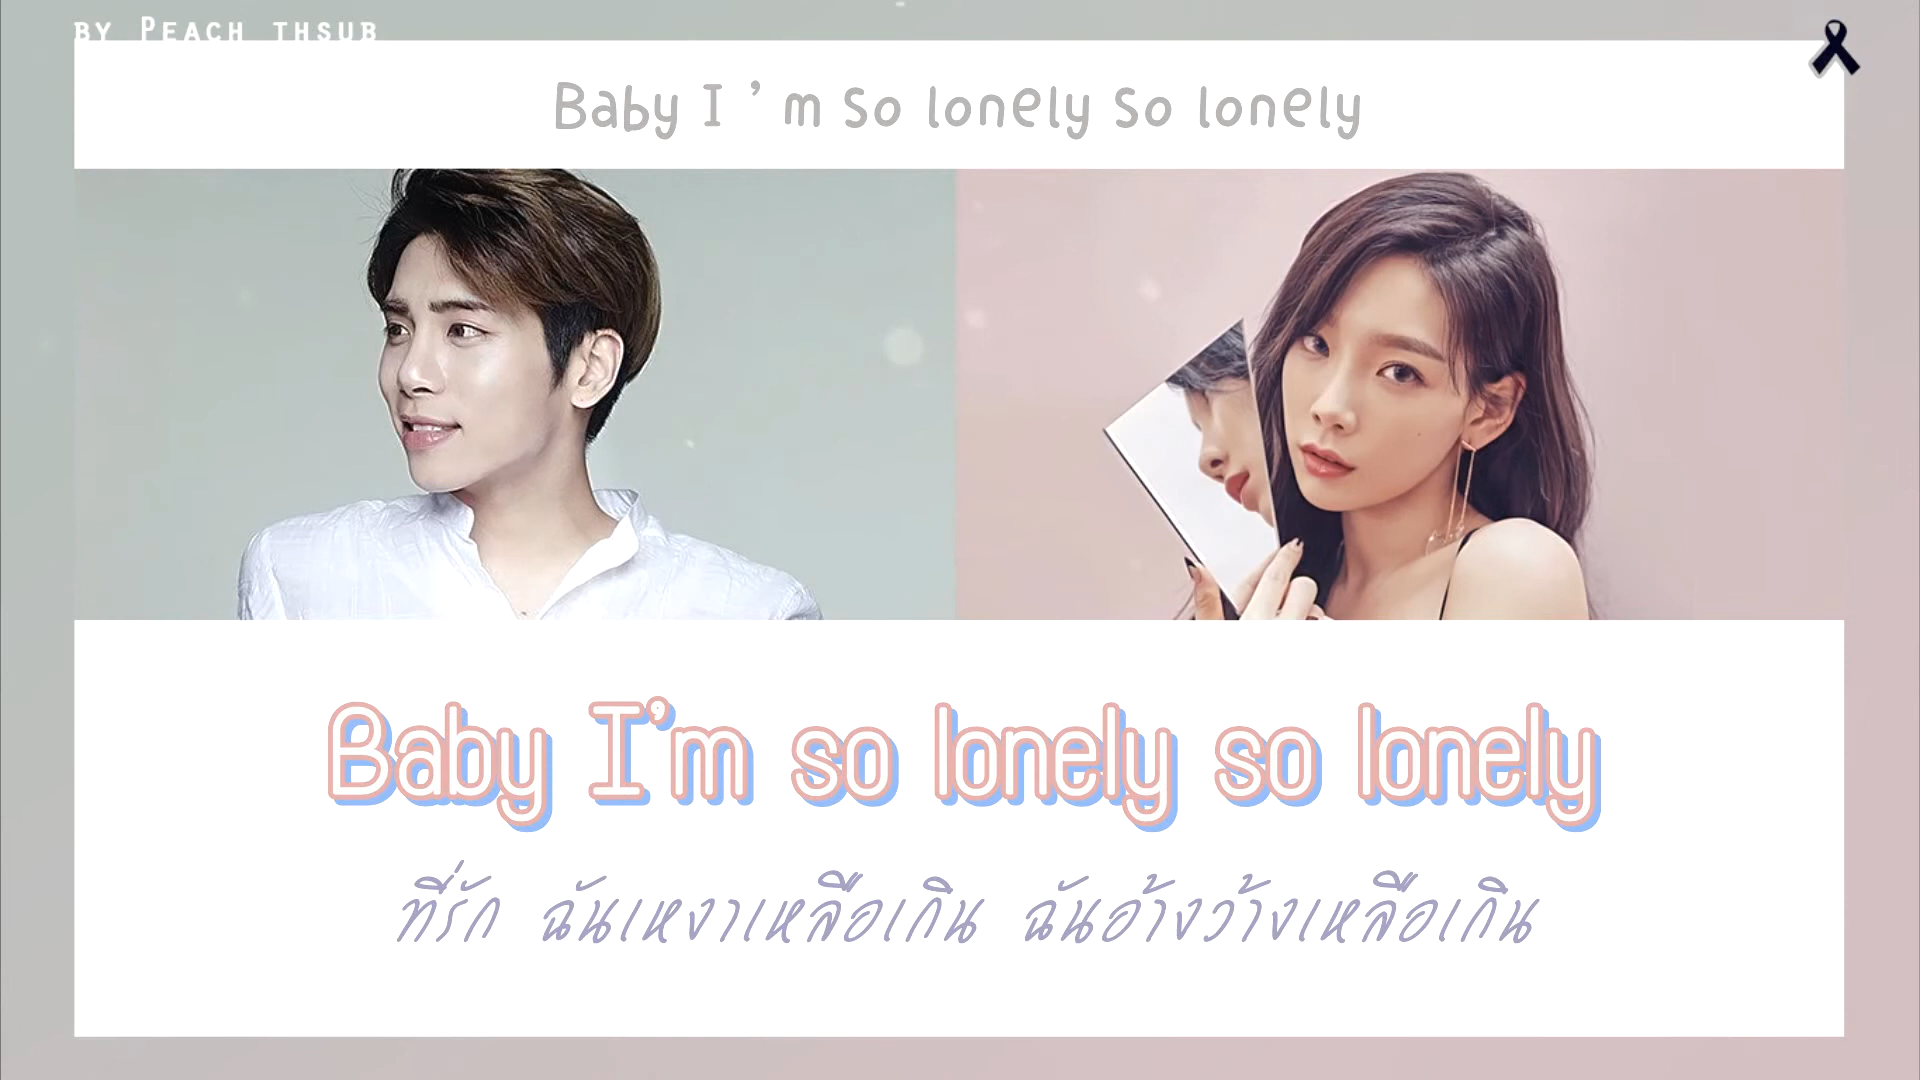 by Peach thsub
Baby I ’ m So lonely So lonely
Baby I’m so lonely so lonely
ที่รัก ฉันเหงาเหลือเกิน ฉันอ้างว้างเหลือเกิน